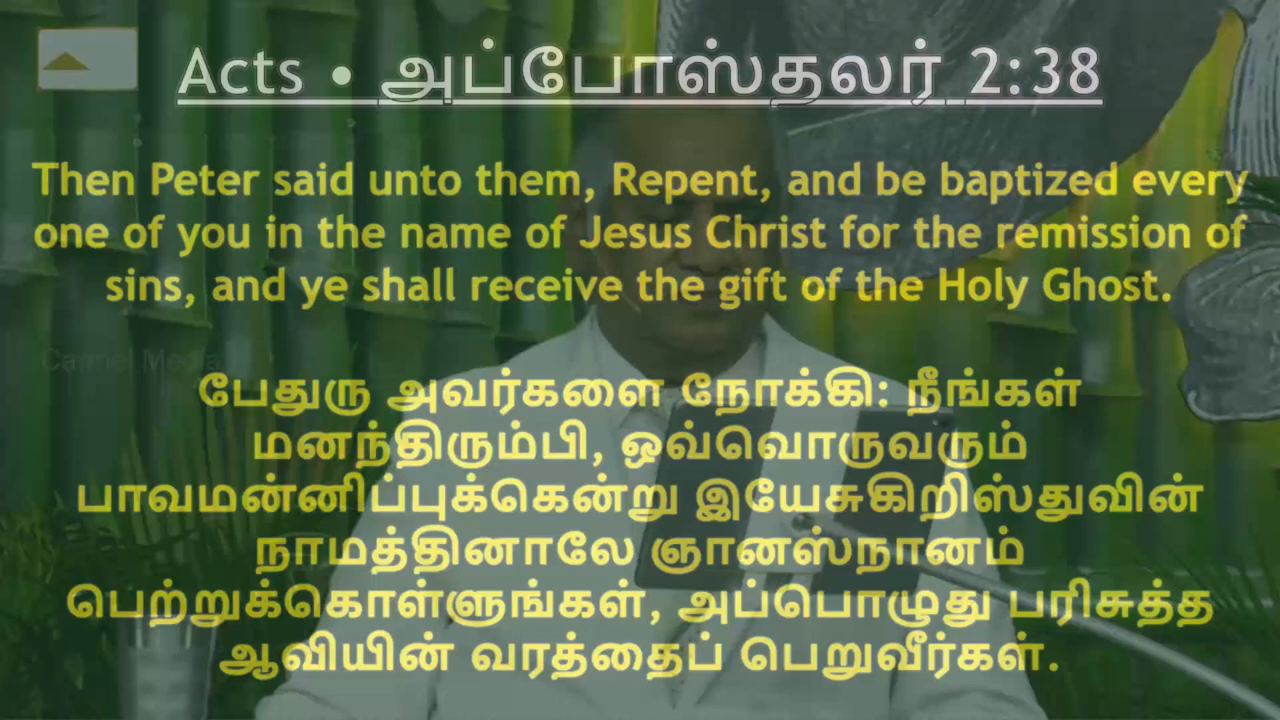 Acts • அப்போஸ்தலர் 2:38
Then Peter said unto them, Repent, and be baptized every
one of you in the name of Jesus Christ for the remission of
sins, and ye shall receive the gift of the Holy Ghost.
Carmel Media
பேதுரு அவர்களை நோக்கி: நீங்கள்
மனந்திரும்பி, ஒவ்வொருவரும்
பாவமன்னிப்புக்கென்று இயேசுகிறிஸ்துவின்
நாமத்தினாலே ஞானஸ்நானம்
பெற்றுக்கொள்ளுங்கள், அப்பொழுது பரிசுத்த
ஆவியின் வரத்தைப் பெறுவீர்கள்.